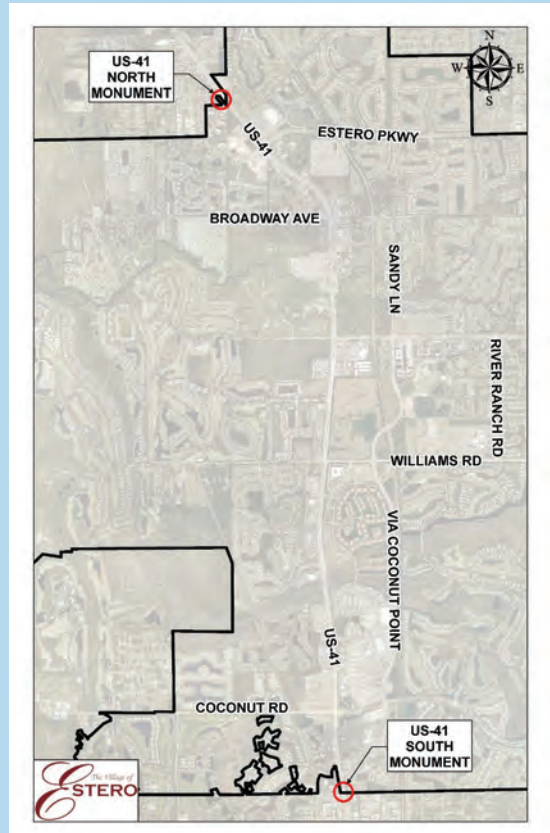 US-41
NORTH
MONUMENT
N
W
E
S
ESTERO PKWY
US-41
BROADWAY AVE
SANDY LN
RIVER RANCH RD
WILLIAMS RD
VIA COCONUT POINT
US-41
COCONUT RD
US-41
SOUTH
MONUMENT
The Village of
ESTERO